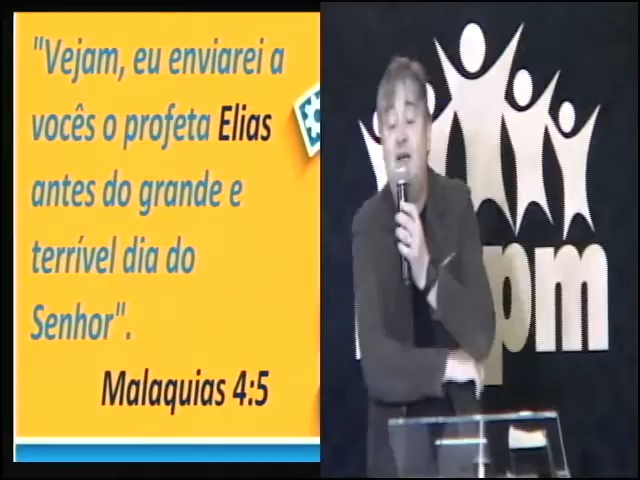 "Vejam, eu enviarei a
vocês o profeta Elias
antes do grande e
terrível dia do
Senhor".
Malaquias 4:5
pm